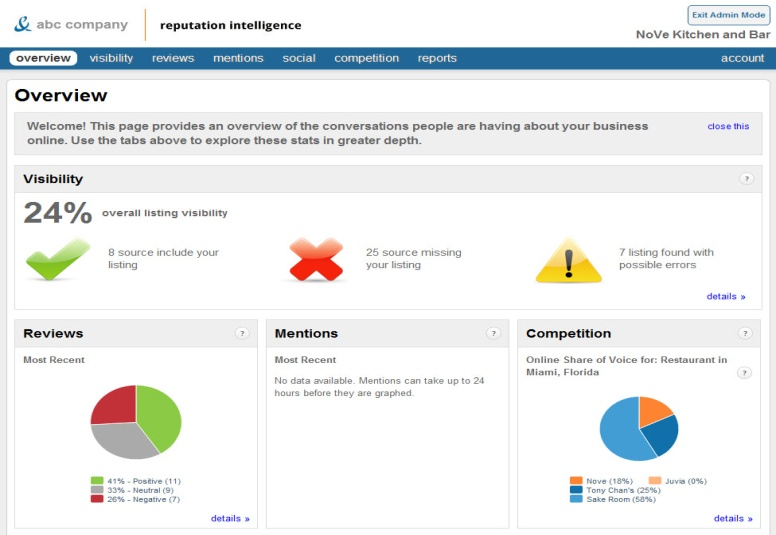 abc company
reputation intelligence
Exit Admin Mode
NoVe Kitchen and Bar
overview visibility reviews mentions social competition reports account
Overview
Welcome! This page provides an overview of the conversations people are having about your business
online. Use the tabs above to explore these stats in greater depth.
close this
Visibility
?
24% overall listing visibility
8 source include your
listing
25 source missing
your listing
!
7 listing found with
possible errors
details »
Reviews
?
Most Recent
41% - Positive (11)
33% - Neutral (9)
26% - Negative (7)
details »
Mentions
?
Most Recent
No data available. Mentions can take up to 24
hours before they are graphed.
Competition
?
Online Share of Voice for: Restaurant in
Miami, Florida
?
Nove (18%) Juvia (0%)
Tony Chan's (25%)
Sake Room (58%)
details »